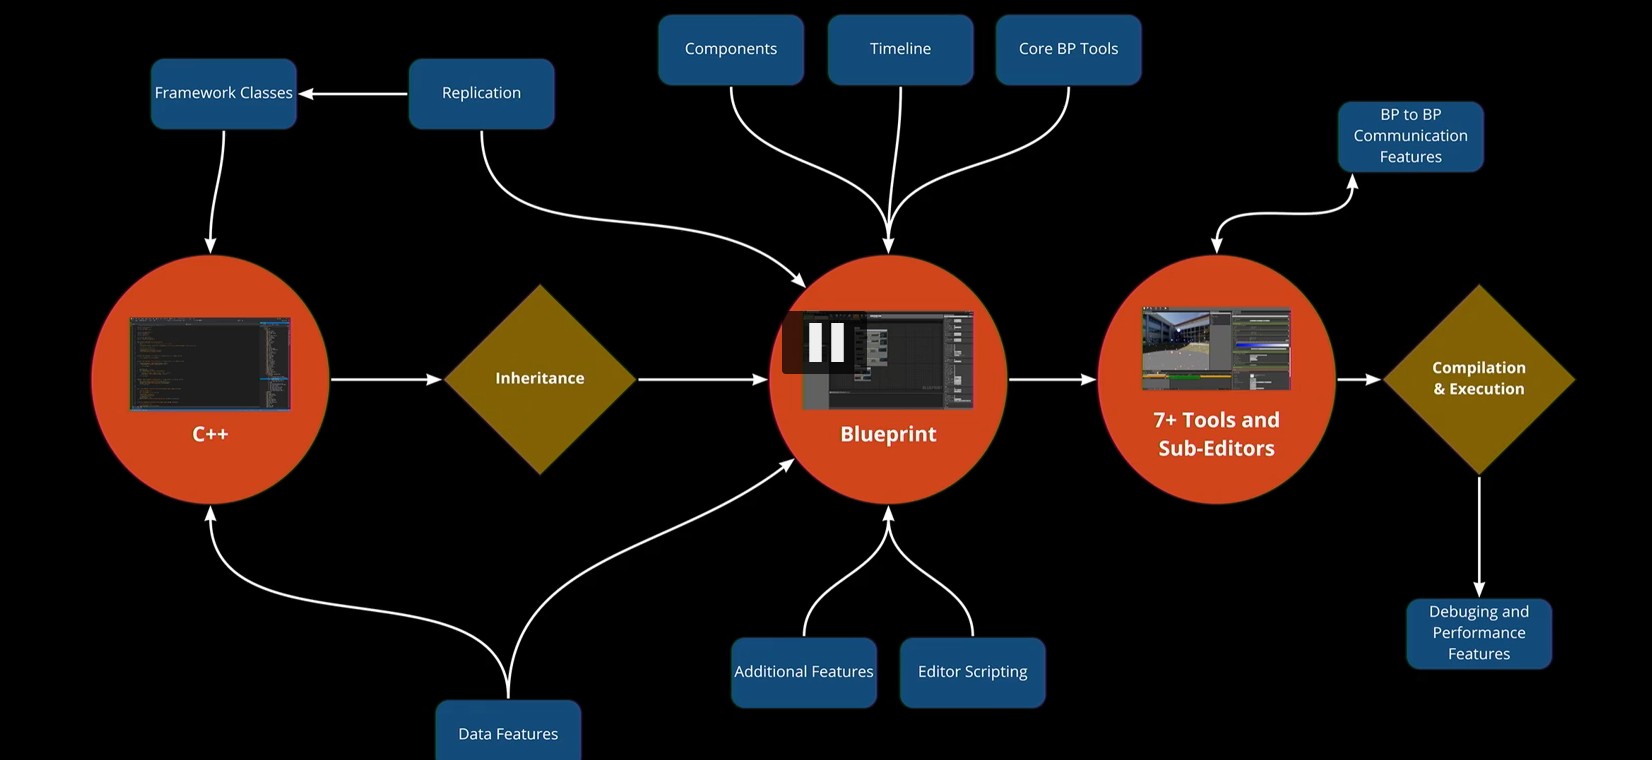 Components
Timeline
Core BP Tools
Framework Classes
Replication
BP to BP
Communication
Features
C++
Inheritance
Blueprint
7+ Tools and
Sub-Editors
Compilation
& Execution
Additional Features
Editor Scripting
Debuging and
Performance
Features
Data Features